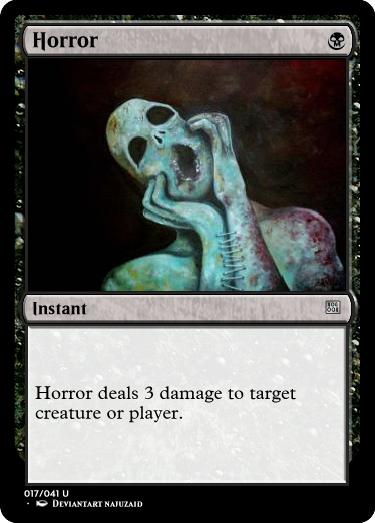 Horror
Instant
Horror deals 3 damage to target
creature or player.
017/041 U
· DEVIANTART NAJUZAID